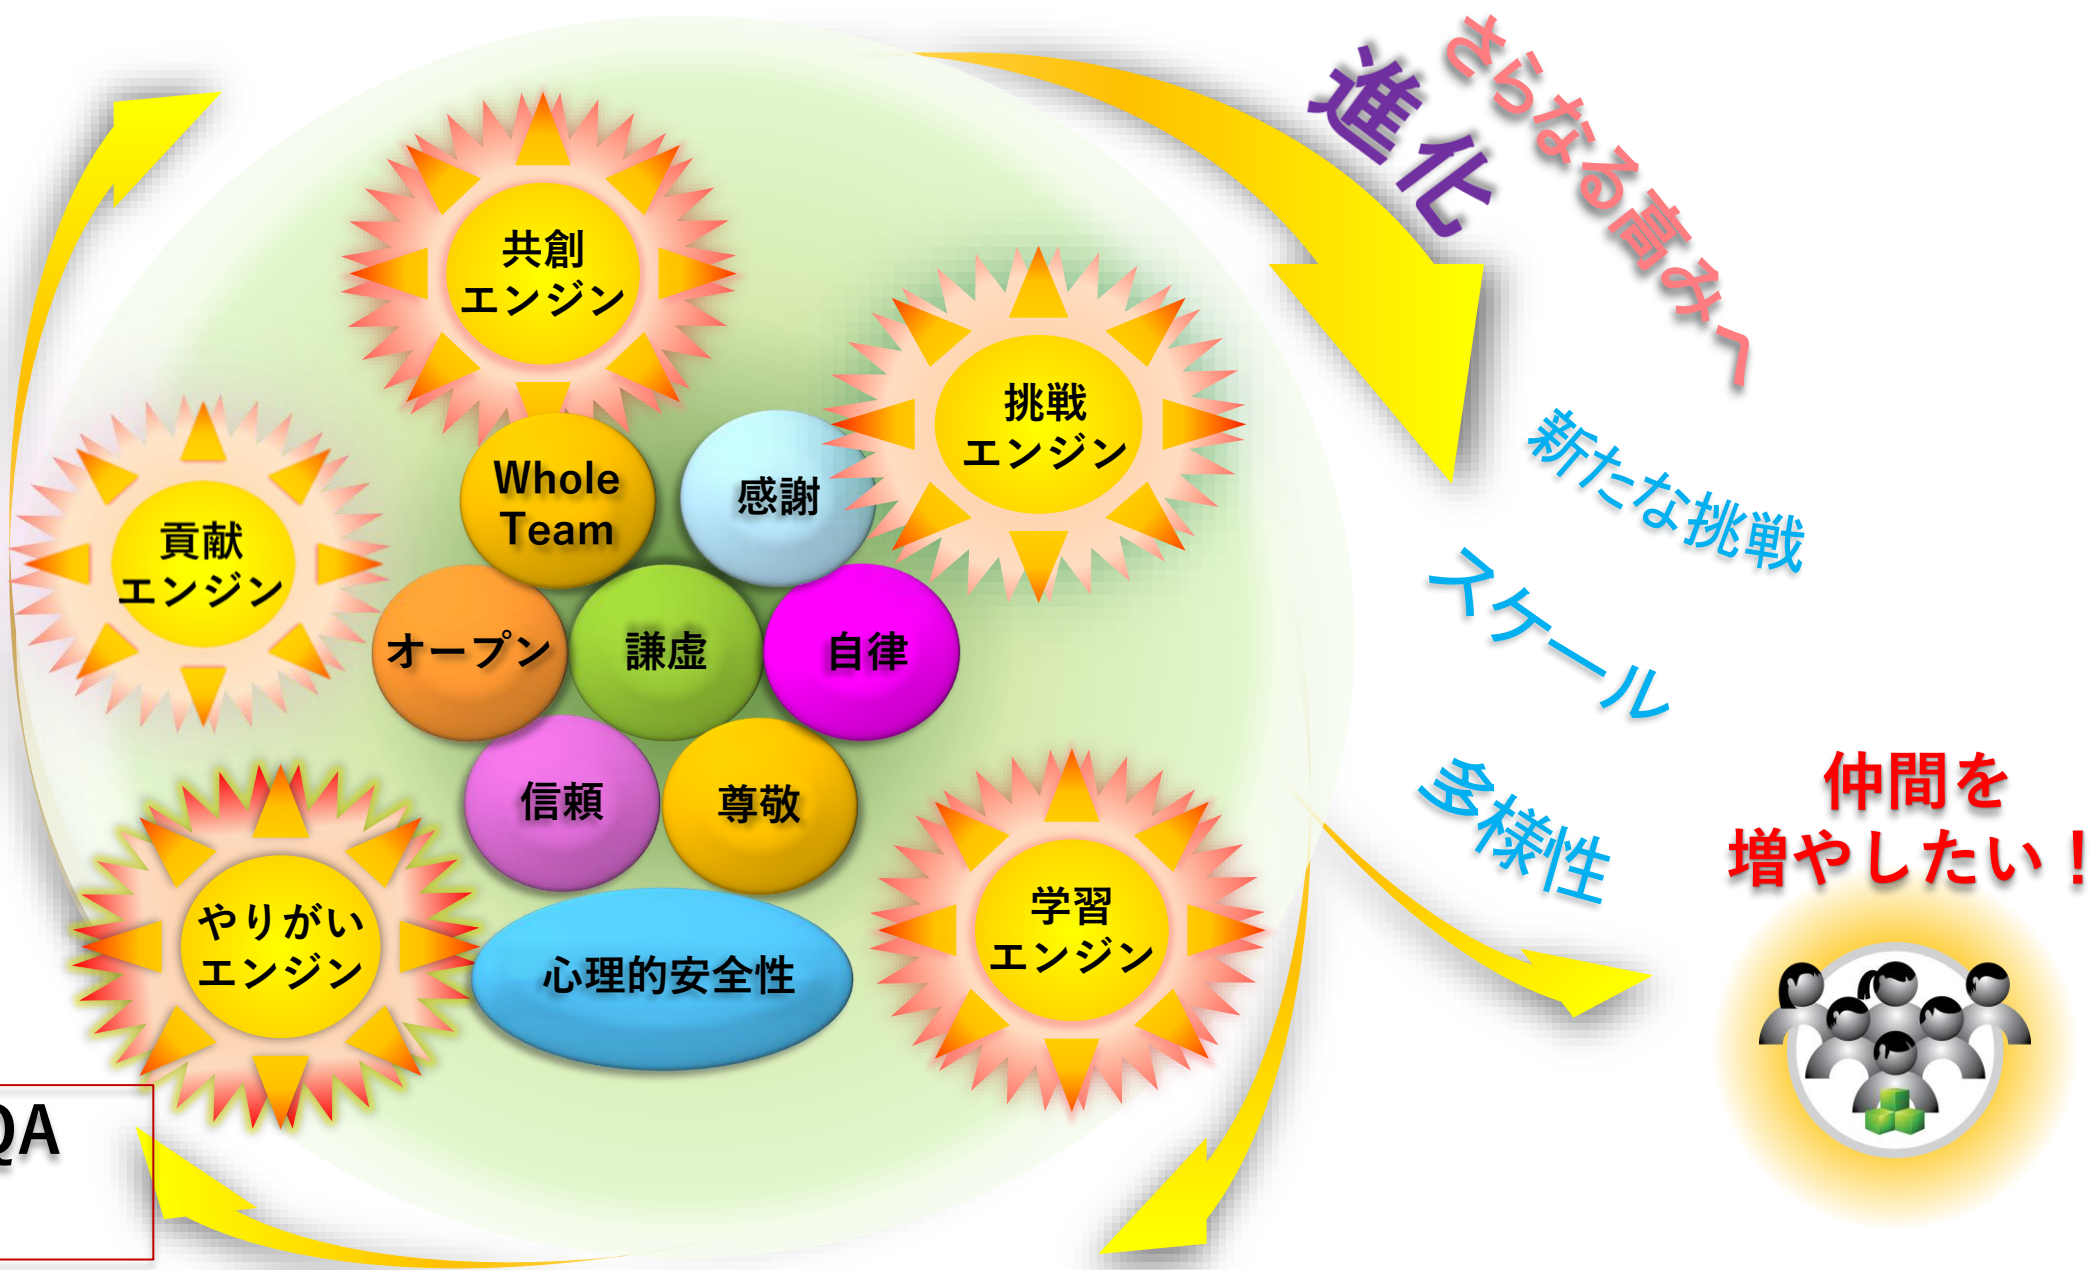 さらなる高みへ
進化
共創
エンジン
挑戦
エンジン
新たな挑戦
Whole
Team
感謝
貢献
エンジン
スケール
オープン
謙虚
自律
信頼
尊敬
多様性
仲間を
増やしたい！
やりがい
エンジン
学習
エンジン
心理的安全性
QA